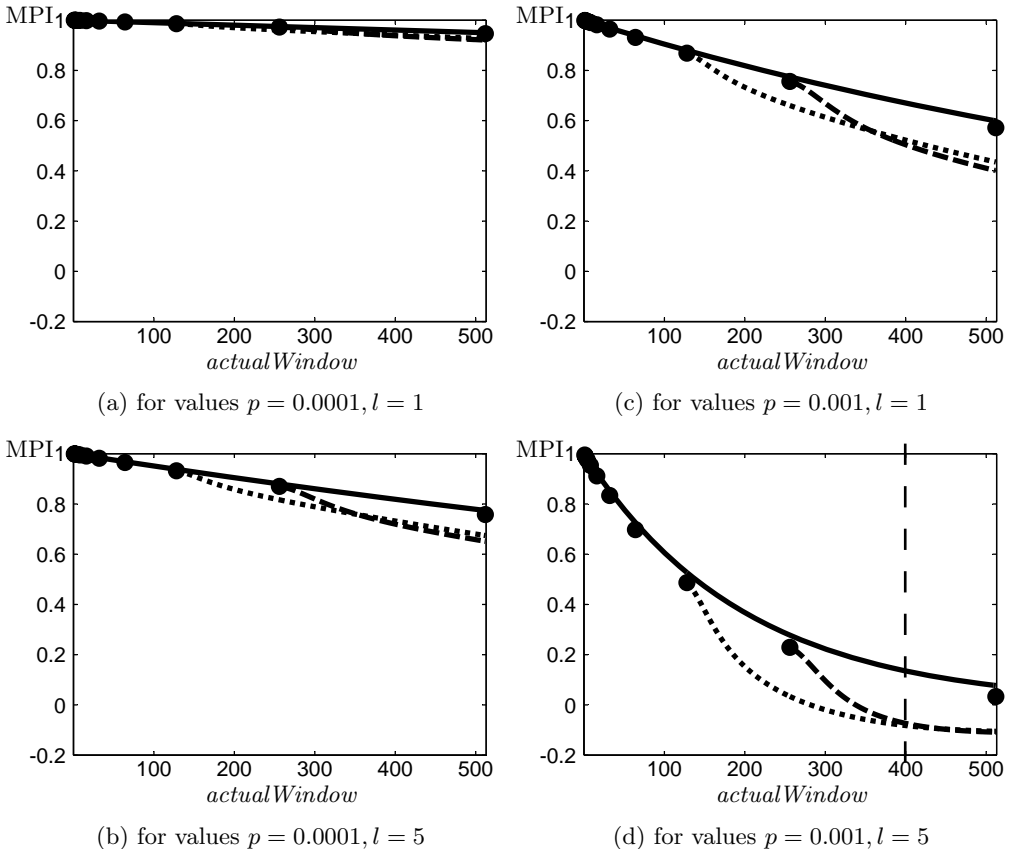 MPI
1
0.8
0.6
0.4
0.2
0
-0.2
100 200 300 400 500
actualWindow
(a) for values p = 0.0001, l = 1
MPI
1
0.8
0.6
0.4
0.2
0
-0.2
100 200 300 400 500
actualWindow
(c) for values p = 0.001, l = 1
MPI
1
0.8
0.6
0.4
0.2
0
-0.2
100 200 300 400 500
actualWindow
(b) for values p = 0.0001, l = 5
MPI
1
0.8
0.6
0.4
0.2
0
-0.2
100 200 300 400 500
actualWindow
(d) for values p = 0.001, l = 5